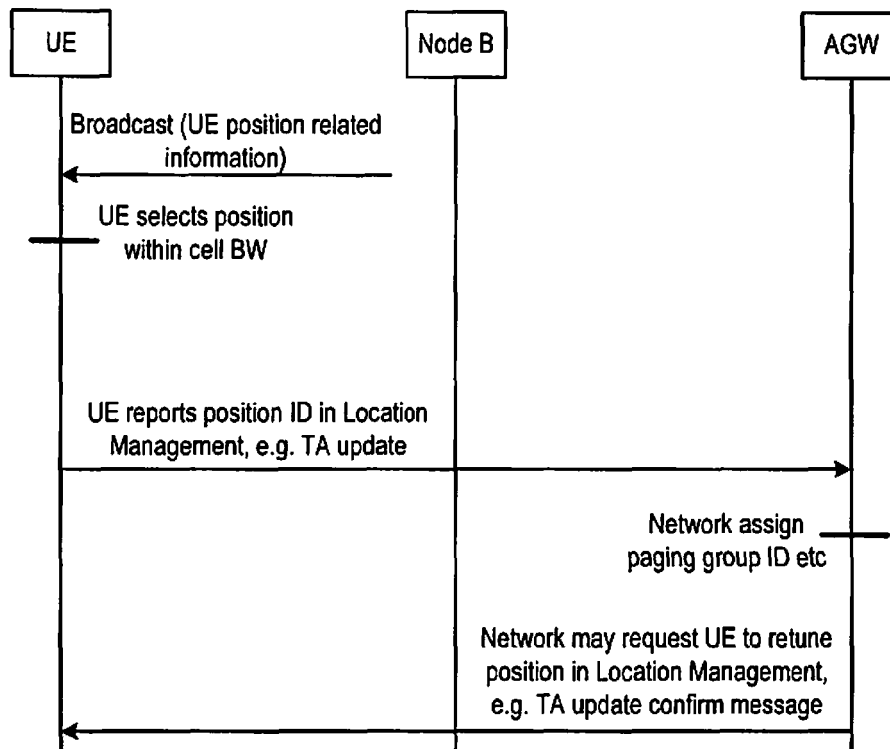 UE
Node B
AGW
Broadcast (UE position related
information)
UE selects position
within cell BW
UE reports position ID in Location
Management, e.g. TA update
Network assign
paging group ID etc
Network may request UE to retune
position in Location Management,
e.g. TA update confirm message